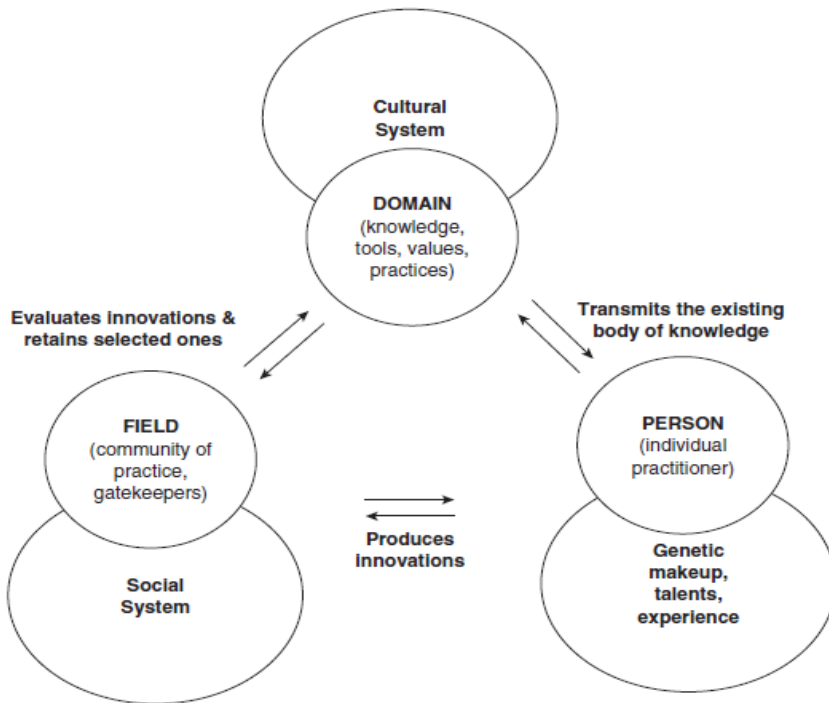 Cultural
System
DOMAIN
(knowledge,
tools, values,
practices)
Evaluates innovations &
retains selected ones
Transmits the existing
body of knowledge
FIELD
(community of
practice,
gatekeepers)
PERSON
(individual
practitioner)
Produces
innovations
Social
System
Genetic
makeup,
talents,
experience